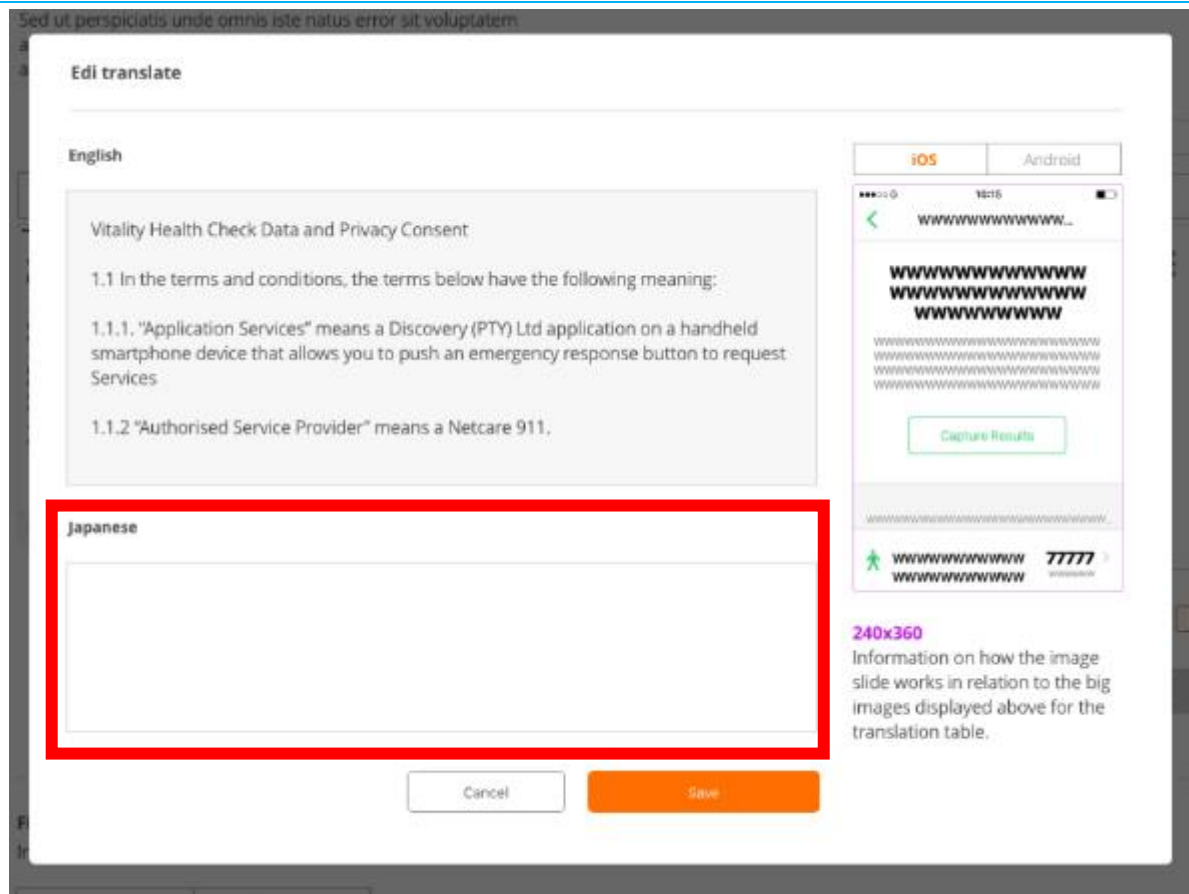 Sed ut perspiciatis unde omnis iste natus error sit voluptatem
Edi translate
English
Vitality Health Check Data and Privacy Consent
1.1 In the terms and conditions, the terms below have the following meaning:
1.1.1. "Application Services" means a Discovery (PTY) Ltd application on a handheld
smartphone device that allows you to push an emergency response button to request
Services
1.1.2 "Authorised Service Provider" means a Netcare 911.
Japanese
Cancel
Save
iOS
Android
16:15
wwwwwwwwwwww...
WWWWWWWWWWWW
WWWWWWWWWWWW
WWWWWWWWW
Capture Results
wwwwwwwwwwww 77777
wwwwwwwwwwww
240x360
Information on how the image
slide works in relation to the big
images displayed above for the
translation table.